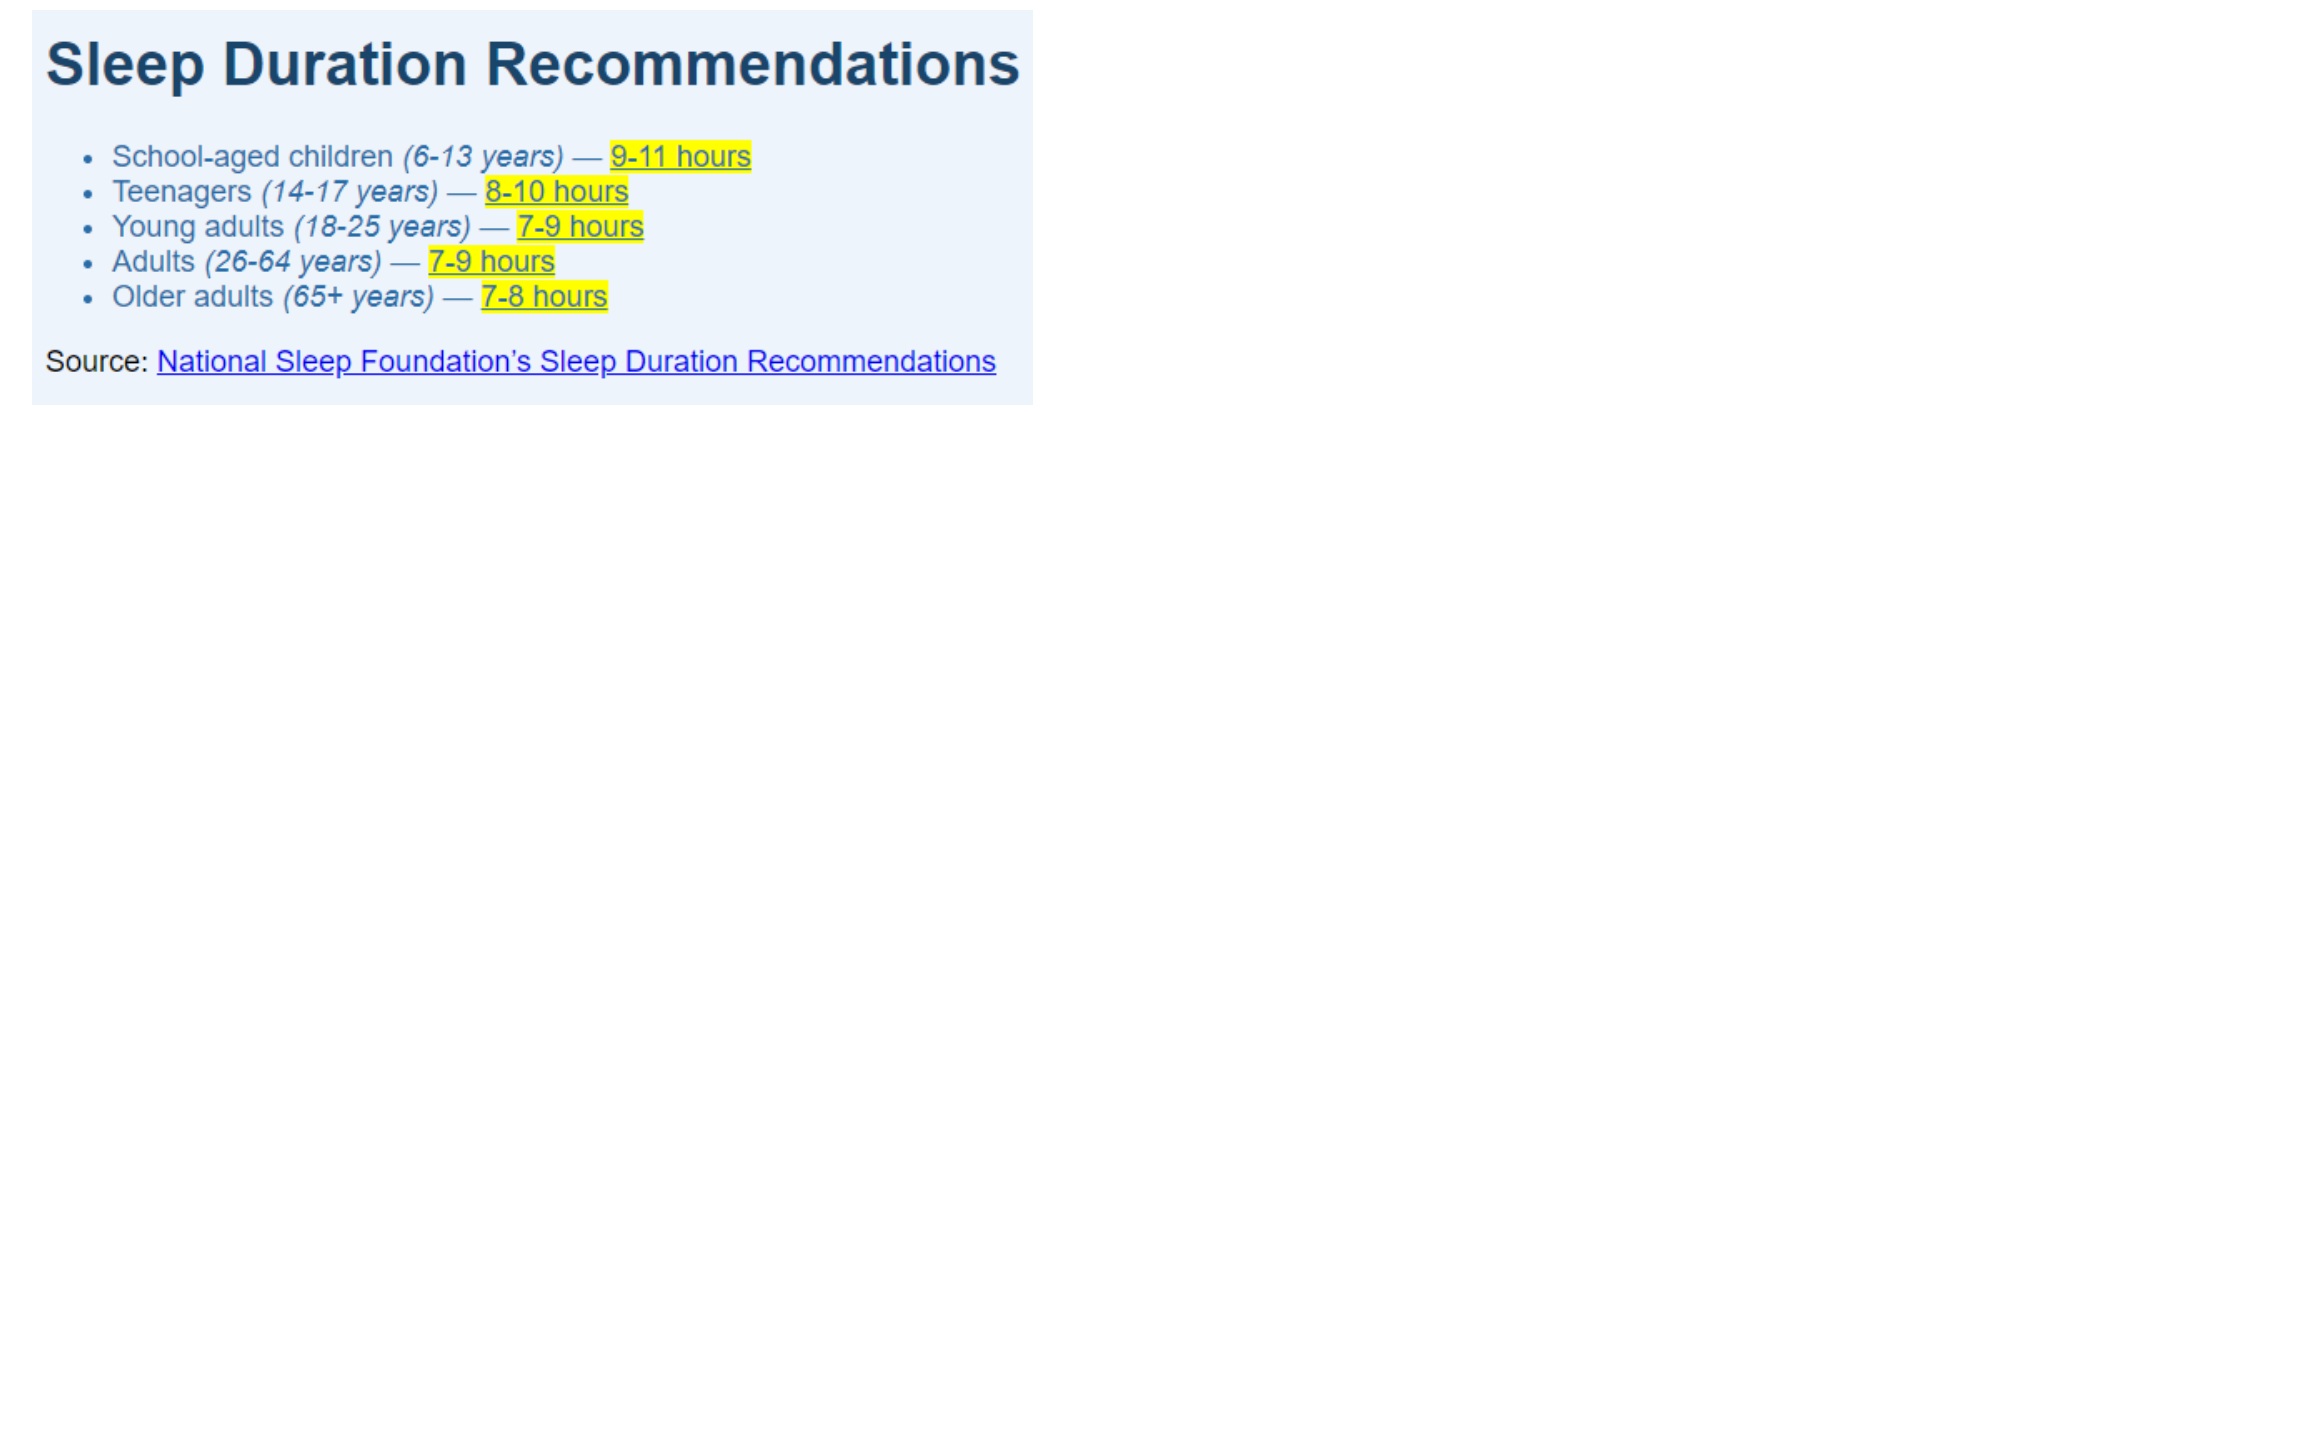 Sleep Duration Recommendations
• School-aged children (6-13 years) — 9-11 hours
• Teenagers (14-17 years) — 8-10 hours
• Young adults (18-25 years) — 7-9 hours
• Adults (26-64 years) — 7-9 hours
• Older adults (65+ years) — 7-8 hours
Source: National Sleep Foundation’s Sleep Duration Recommendations